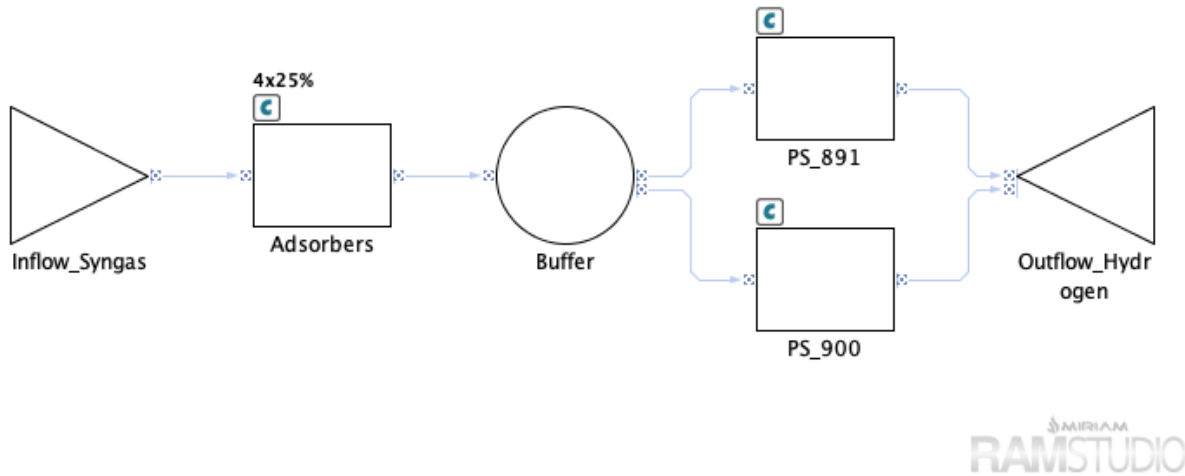 4x25%
C
Inflow_Syngas
Adsorbers
Buffer
C
PS_891
C
PS_900
Outflow_Hydr
ogen
MIRIAM
RAMSTUDIO